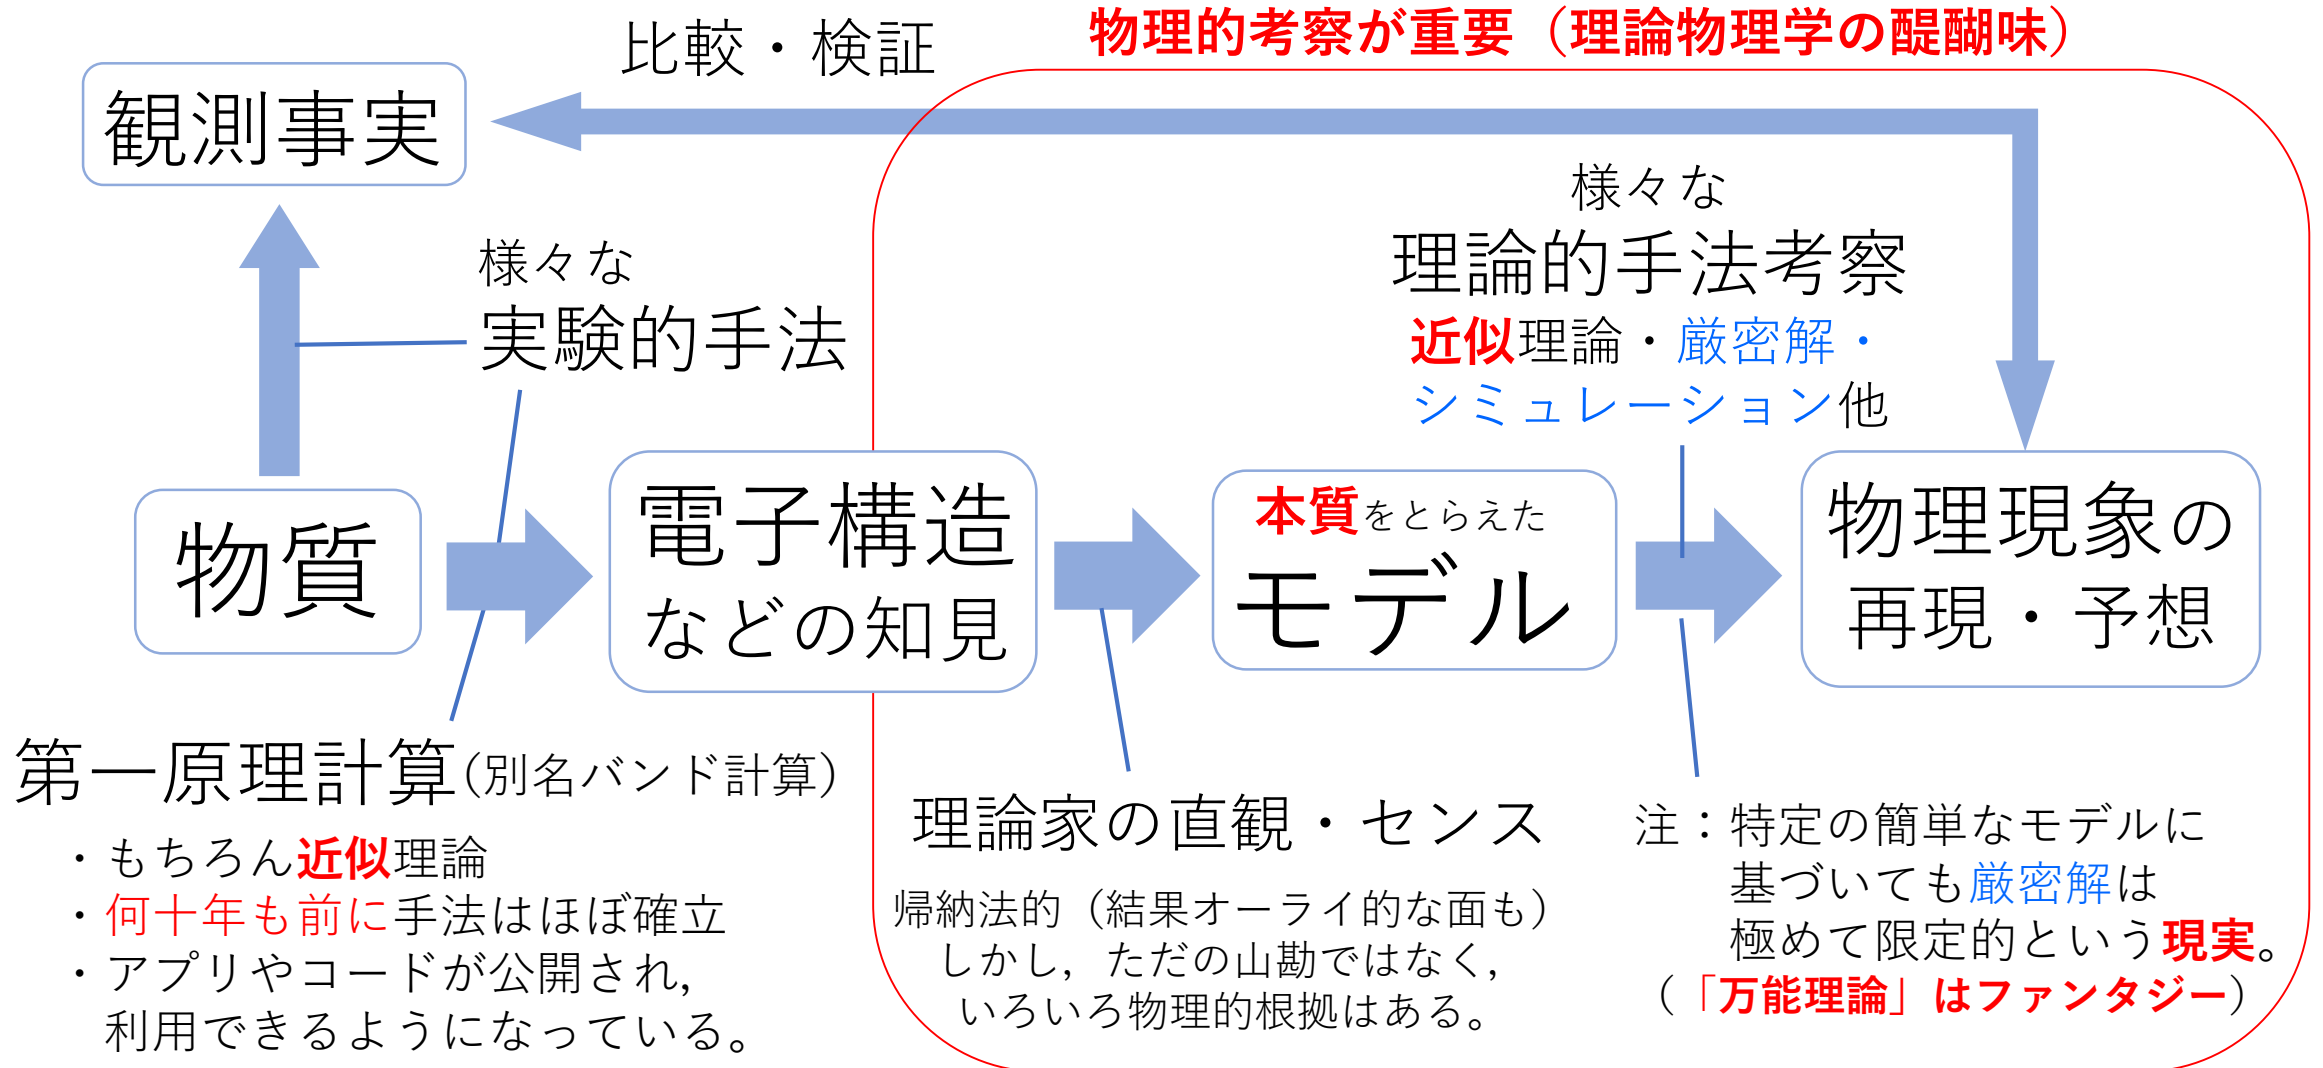 物理的考察が重要（理論物理学の醍醐味）
比較・検証
観測事実
様々な
実験的手法
様々な
理論的手法考察
近似理論・厳密解・
シミュレーション他
物質
電子構造
などの知見
本質をとらえた
モデル
物理現象の
再現・予想
第一原理計算(別名バンド計算）
・もちろん近似理論
・何十年も前に手法はほぼ確立
・アプリやコードが公開され，
利用できるようになっている。
理論家の直観・センス
帰納法的（結果オーライ的な面も）
しかし，ただの山勘ではなく，
いろいろ物理的根拠はある。
注：特定の簡単なモデルに
基づいても厳密解は
極めて限定的という現実。
（「万能理論」はファンタジー）